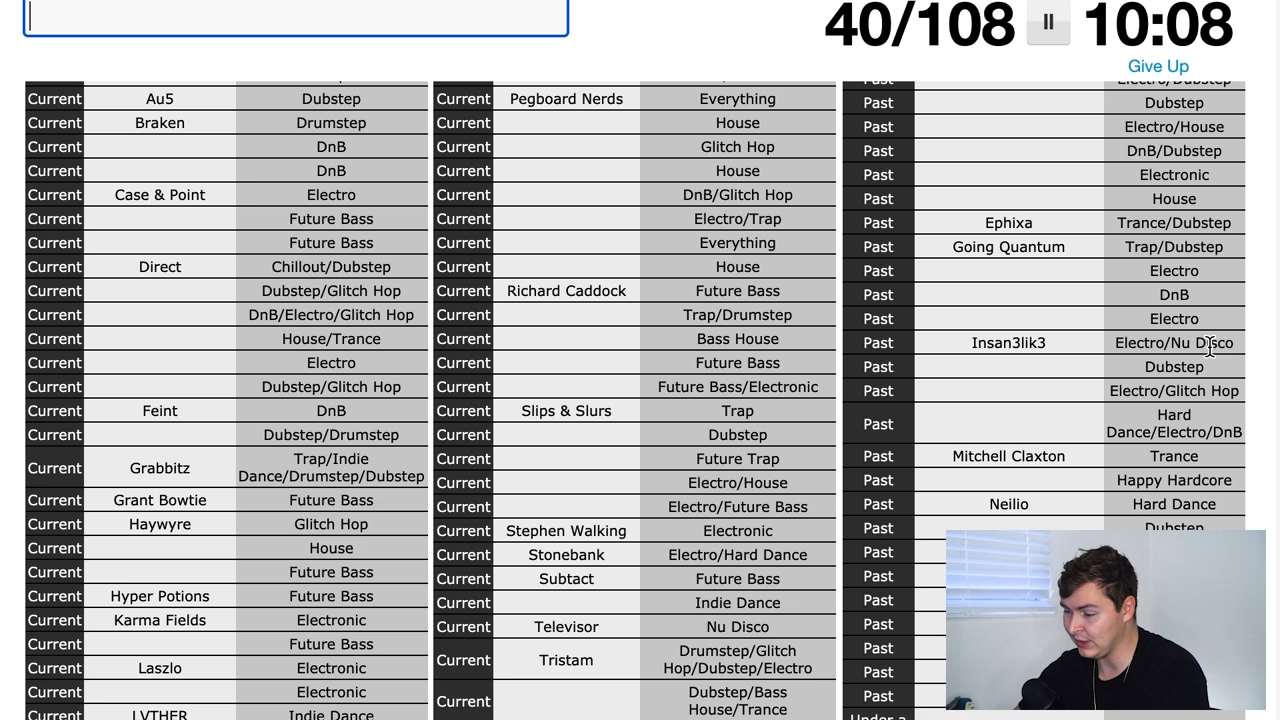 40/108 II 10:08
Give Up
Current Au5 Dubstep
Current Braken Drumstep
Current DnB
Current DnB
Current Case & Point Electro
Current Future Bass
Current Future Bass
Current Direct Chillout/Dubstep
Current Dubstep/Glitch Hop
Current DnB/Electro/Glitch Hop
Current House/Trance
Current Electro
Current Dubstep/Glitch Hop
Current Feint DnB
Current Dubstep/Drumstep
Current Grabbitz Trap/Indie
Dance/Drumstep/Dubstep
Current Grant Bowtie Future Bass
Current Haywyre Glitch Hop
Current House
Current Future Bass
Current Hyper Potions Future Bass
Current Karma Fields Electronic
Current Future Bass
Current Laszlo Electronic
Current Electronic
Current LVTHER Indie Dance
Current Pegboard Nerds Everything
Current House
Current Glitch Hop
Current House
Current DnB/Glitch Hop
Current Electro/Trap
Current Everything
Current House
Current Richard Caddock Future Bass
Current Trap/Drumstep
Current Bass House
Current Future Bass
Current Future Bass/Electronic
Current Slips & Slurs Trap
Current Dubstep
Current Future Trap
Current Electro/House
Current Electro/Future Bass
Current Stephen Walking Electronic
Current Stonebank Electro/Hard Dance
Current Subtact Future Bass
Current Indie Dance
Current Televisor Nu Disco
Current Tristam Drumstep/Glitch
Hop/Dubstep/Electro
Current Dubstep/Bass
House/Trance
Past Electro/Dubstep
Past Dubstep
Past Electro/House
Past DnB/Dubstep
Past Electronic
Past House
Past Ephixa Trance/Dubstep
Past Going Quantum Trap/Dubstep
Past Electro
Past DnB
Past Electro
Past Insan3lik3 Electro/Nu Disco
Past Dubstep
Past Electro/Glitch Hop
Past Hard
Dance/Electro/DnB
Past Mitchell Claxton Trance
Past Happy Hardcore
Past Neilio Hard Dance
Past Dubstep
Past
Past
Past
Past
Past
Past
Past
Under a